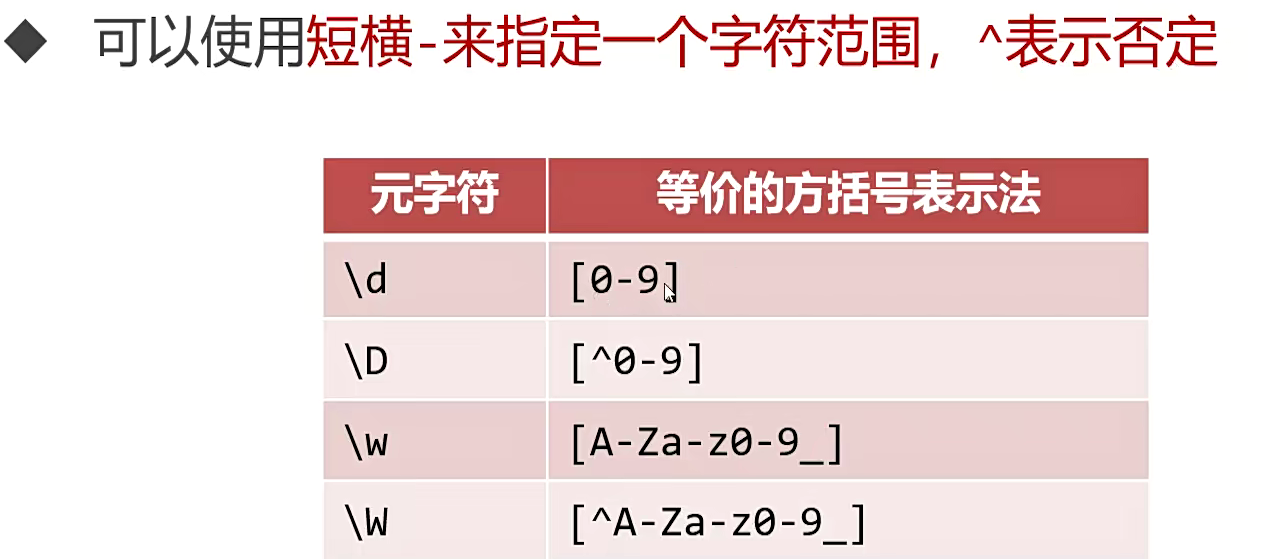 ◆ 可以使用短横-来指定一个字符范围，^表示否定
元字符 等价的方括号表示法
\d [0-9]
\D [^0-9]
\w [A-Za-z0-9_]
\W [^A-Za-z0-9_]